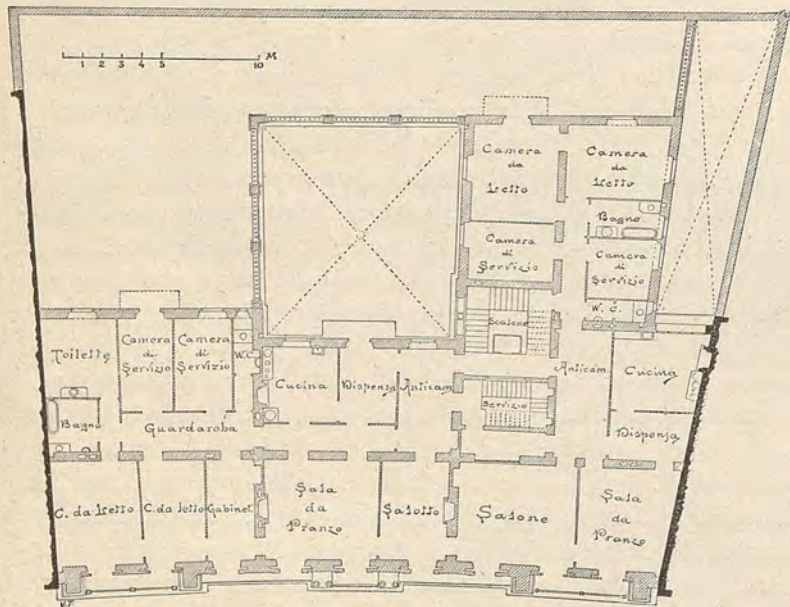 M
1 2 3 4 5 10
Camera
da
Letto
Camera
da
Letto
Bagno
Camera
di
Servizio
Camera
di
Servizio
W.C.
Scalone
Toilette
Camera
di
Servizio
Camera
di
Servizio
W.C.
Cucina
Dispensa
Anticam
Servizio
Anticam
Cucina
Bagno
Guardaroba
Dispensa
C. da Letto
C. da letto
Gabinet
Sala
da
Pranzo
Salotto
Salone
Sala
da
Pranzo